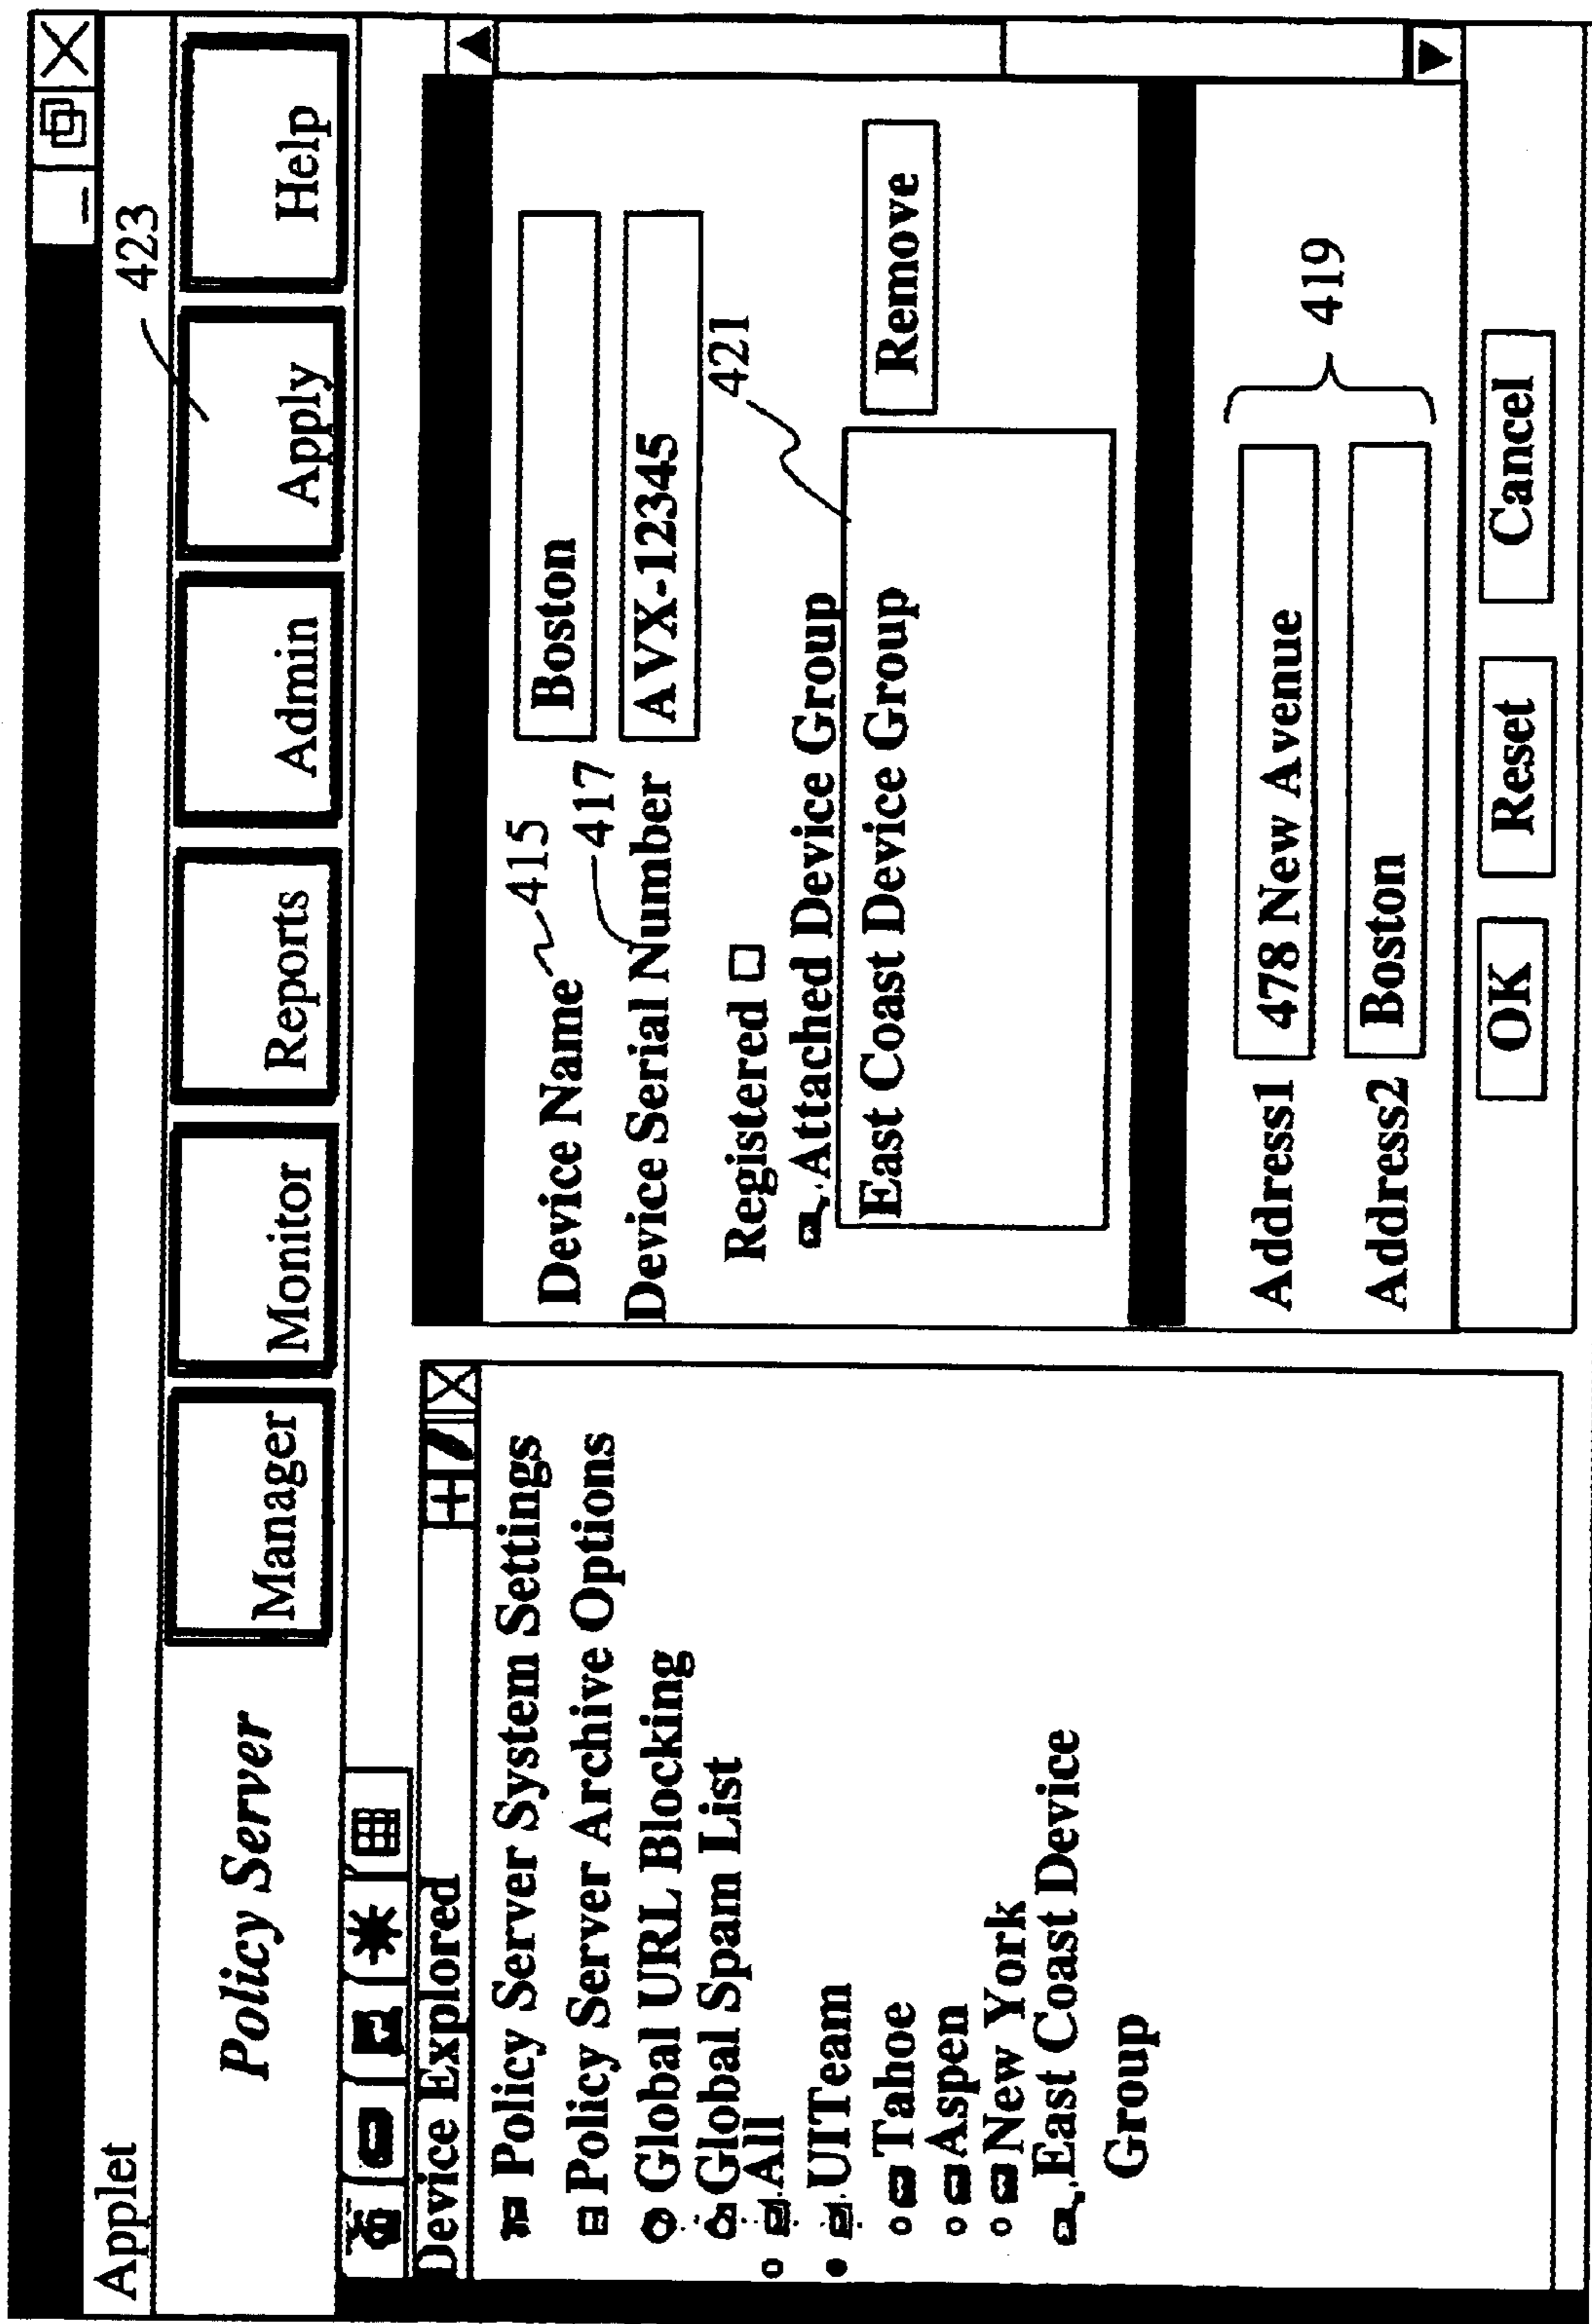 Applet
423
Policy Server
Manager
Monitor
Reports
Admin
Apply
Help
Device Explored
Policy Server System Settings
Policy Server Archive Options
Global URL Blocking
Global Spam List
All
UITeam
Tahoe
Aspen
New York
East Coast Device
Group
Device Name 415 Boston
417
Device Serial Number AVX-12345
Registered
421
Attached Device Group
East Coast Device Group
Remove
Address1 478 New Avenue
419
Address2 Boston
OK
Reset
Cancel